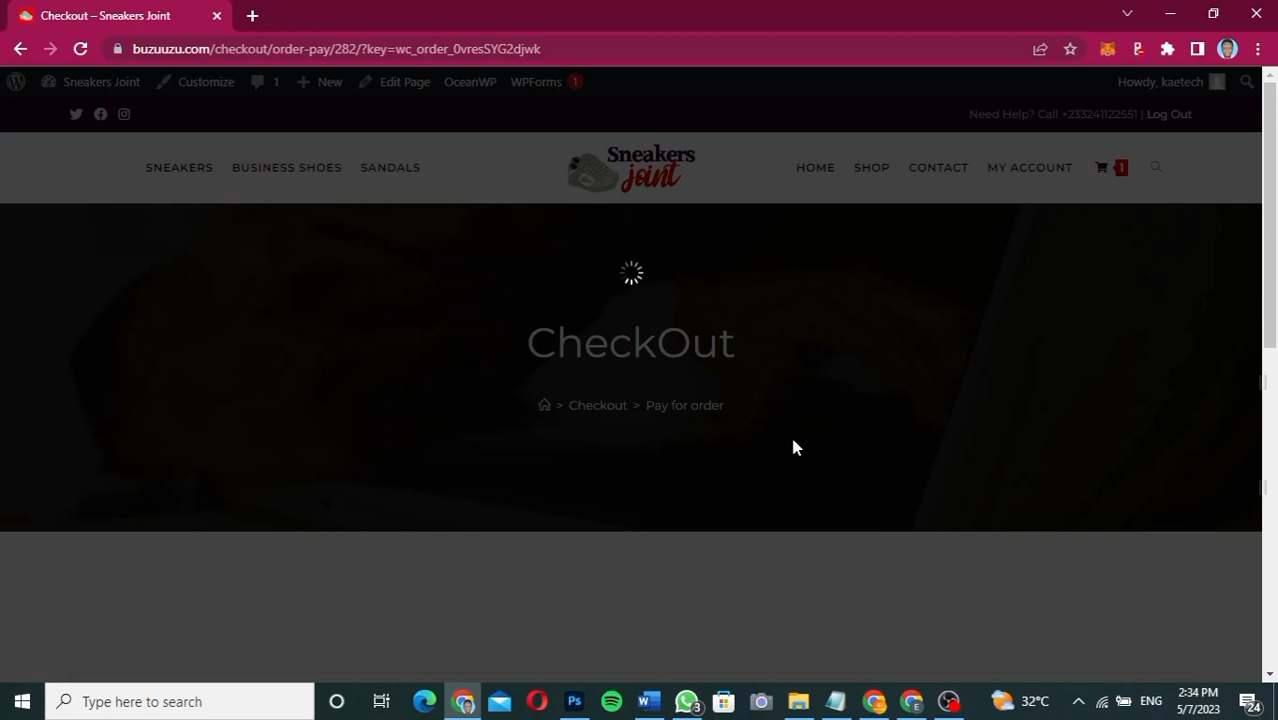 Checkout – Sneakers Joint
buzuuzu.com/checkout/order-pay/282/?key=wc_order_0vresSYG2djwk
Sneakers Joint Customize 1 New Edit Page OceanWP WPForms 1 Howdy, kaetech
Need Help? Call +233241122551 | Log Out
SNEAKERS BUSINESS SHOES SANDALS Sneakers joint HOME SHOP CONTACT MY ACCOUNT 1
CheckOut
> Checkout > Pay for order
Type here to search 3 32°C ENG 2:34 PM 5/7/2023 24